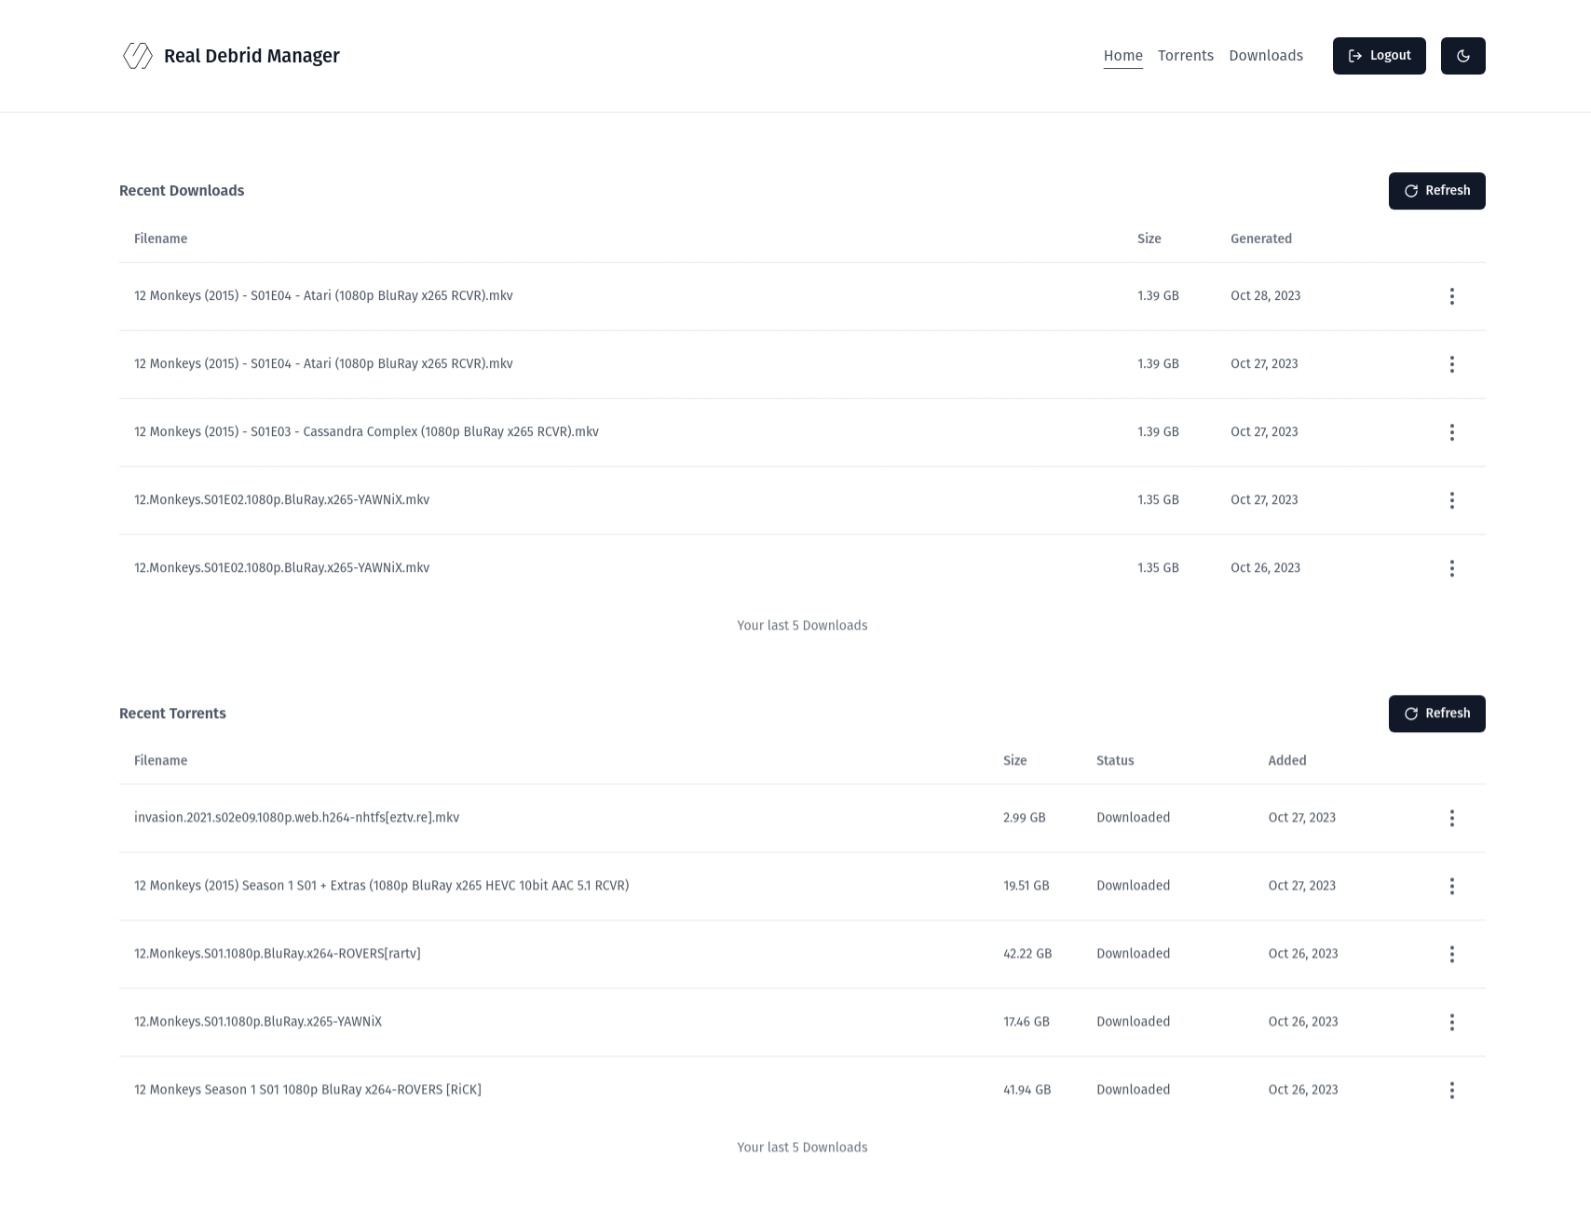 Real Debrid Manager
Home Torrents Downloads Logout
Recent Downloads Refresh
Filename Size Generated
12 Monkeys (2015) - S01E04 - Atari (1080p BluRay x265 RCVR).mkv 1.39 GB Oct 28, 2023
12 Monkeys (2015) - S01E04 - Atari (1080p BluRay x265 RCVR).mkv 1.39 GB Oct 27, 2023
12 Monkeys (2015) - S01E03 - Cassandra Complex (1080p BluRay x265 RCVR).mkv 1.39 GB Oct 27, 2023
12.Monkeys.S01E02.1080p.BluRay.x265-YAWNiX.mkv 1.35 GB Oct 27, 2023
12.Monkeys.S01E02.1080p.BluRay.x265-YAWNiX.mkv 1.35 GB Oct 26, 2023
Your last 5 Downloads
Recent Torrents Refresh
Filename Size Status Added
invasion.2021.s02e09.1080p.web.h264-nhtfs[eztv.re].mkv 2.99 GB Downloaded Oct 27, 2023
12 Monkeys (2015) Season 1 S01 + Extras (1080p BluRay x265 HEVC 10bit AAC 5.1 RCVR) 19.51 GB Downloaded Oct 27, 2023
12.Monkeys.S01.1080p.BluRay.x264-ROVERS[rartv] 42.22 GB Downloaded Oct 26, 2023
12.Monkeys.S01.1080p.BluRay.x265-YAWNiX 17.46 GB Downloaded Oct 26, 2023
12 Monkeys Season 1 S01 1080p BluRay x264-ROVERS [RiCK] 41.94 GB Downloaded Oct 26, 2023
Your last 5 Downloads